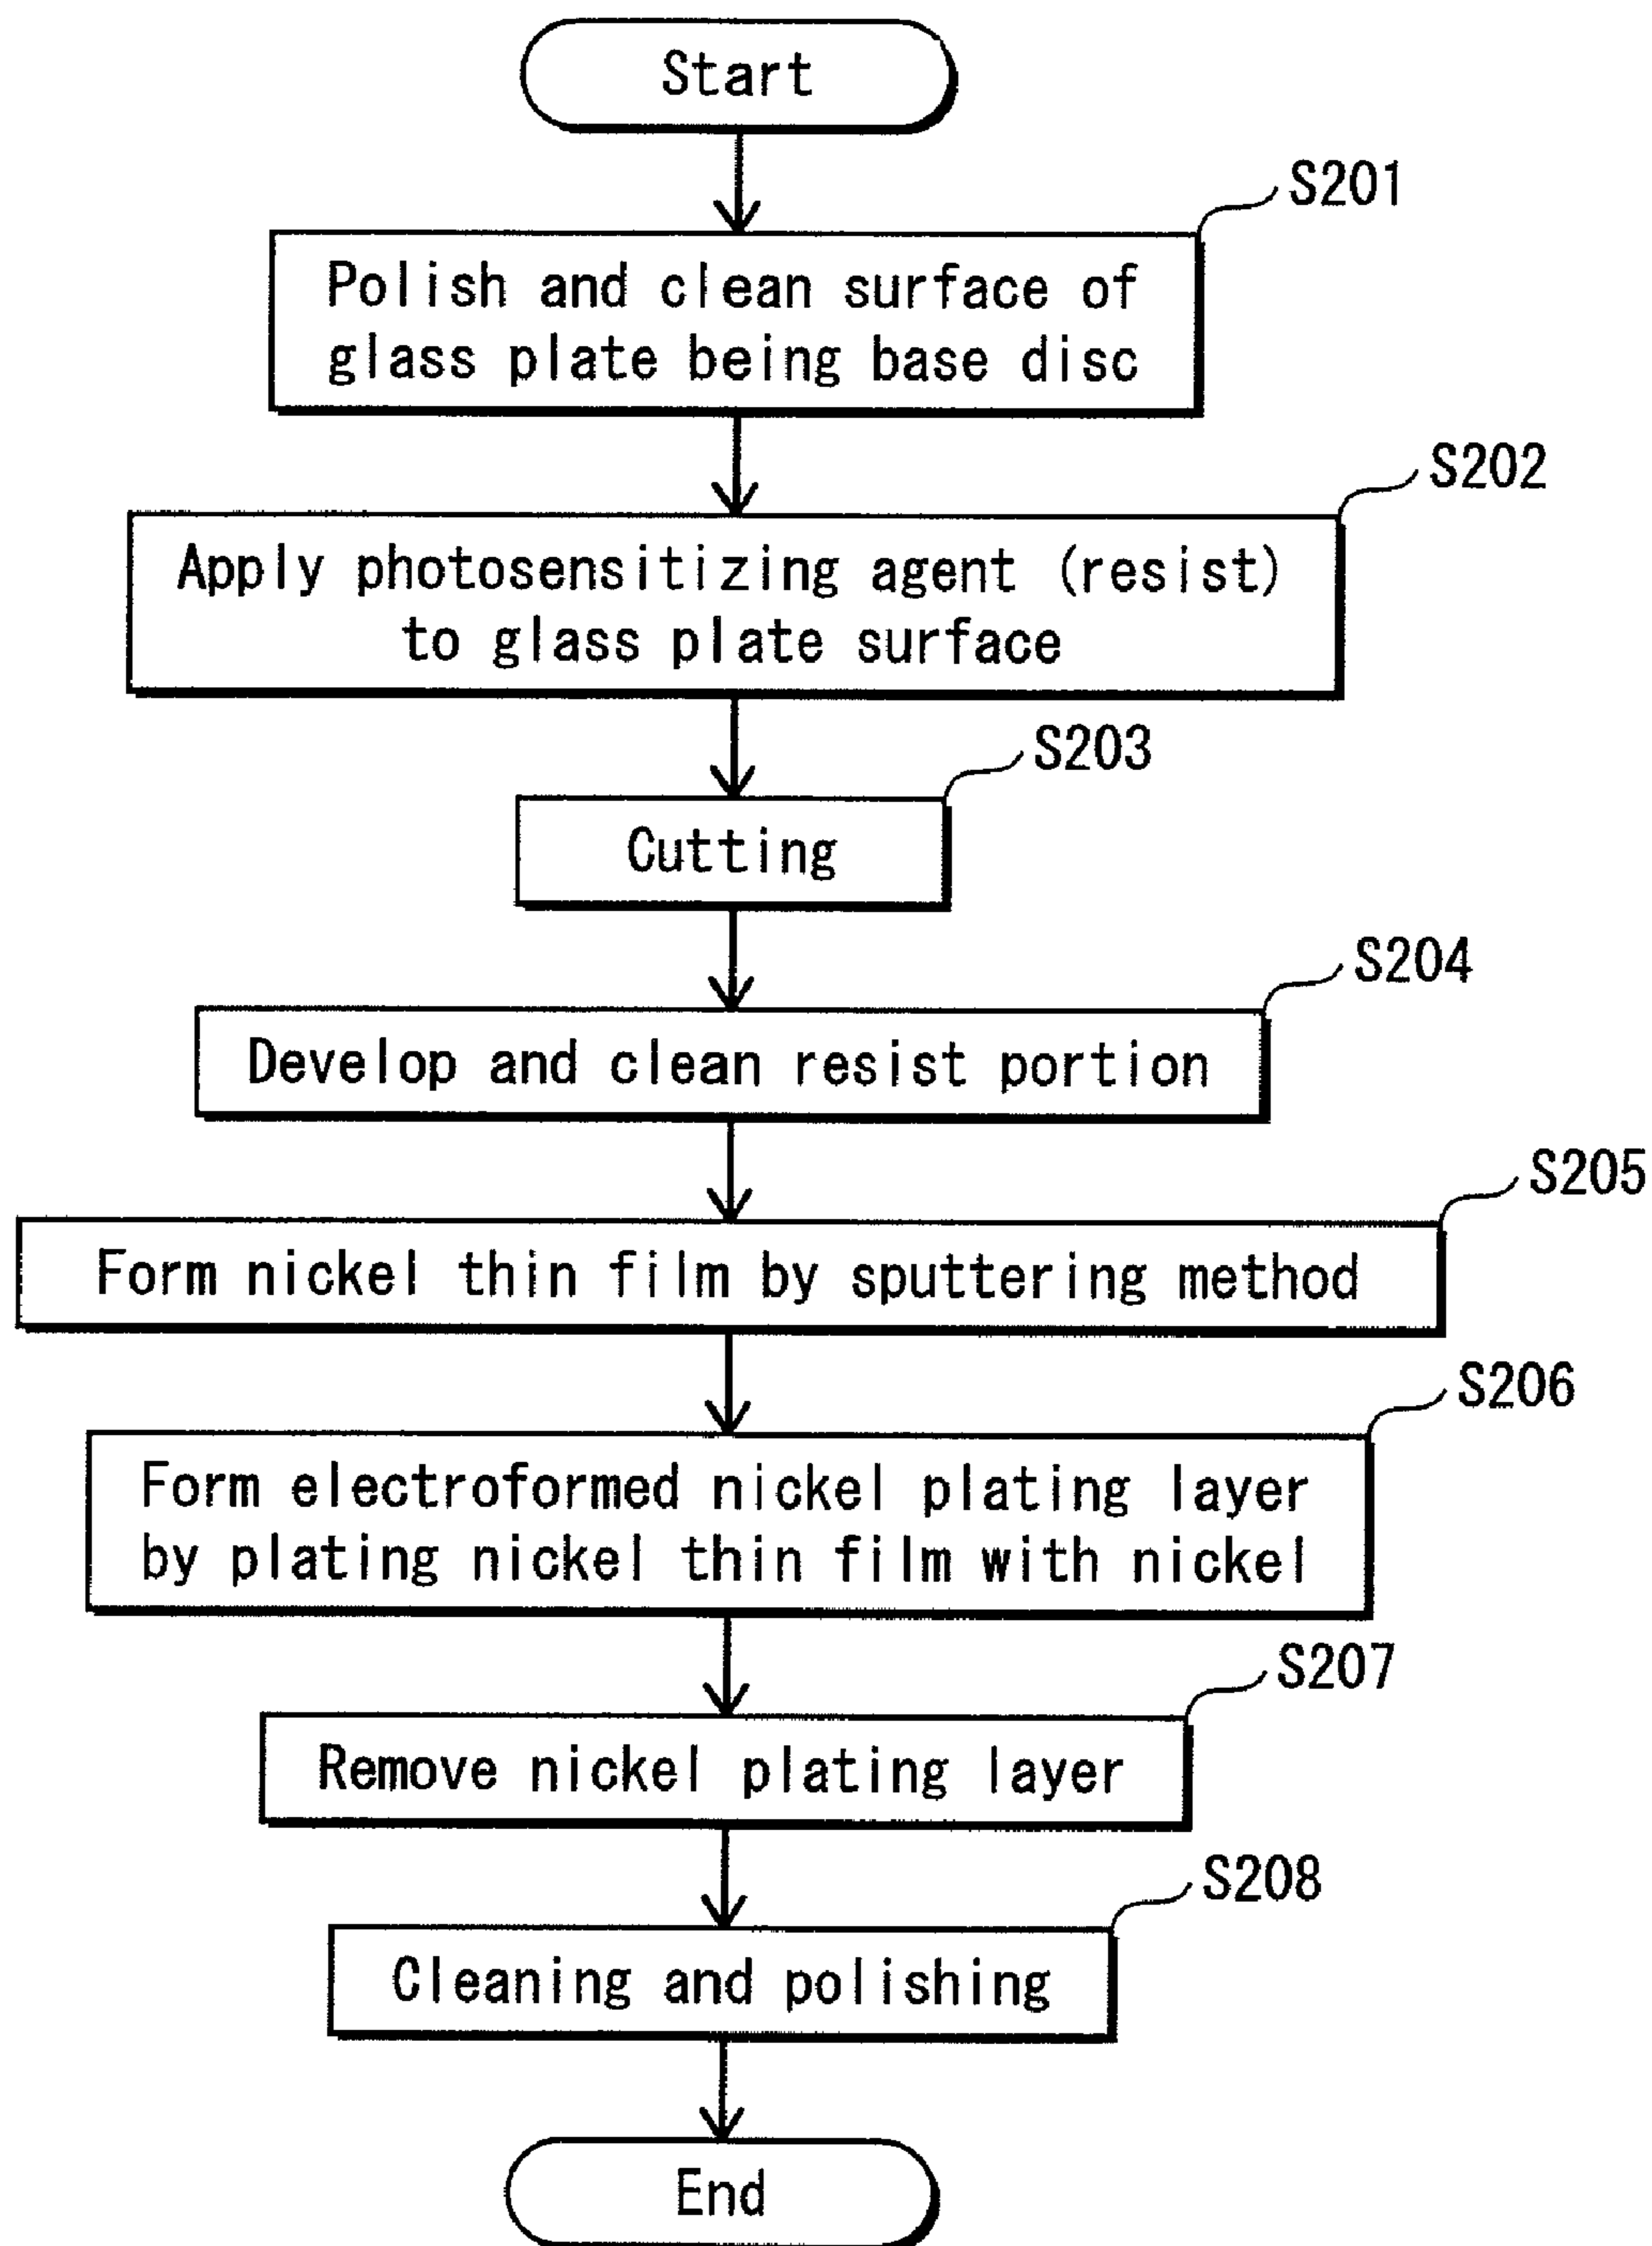 Start
S201
Polish and clean surface of
glass plate being base disc
S202
Apply photosensitizing agent (resist)
to glass plate surface
S203
Cutting
S204
Develop and clean resist portion
S205
Form nickel thin film by sputtering method
S206
Form electroformed nickel plating layer
by plating nickel thin film with nickel
S207
Remove nickel plating layer
S208
Cleaning and polishing
End